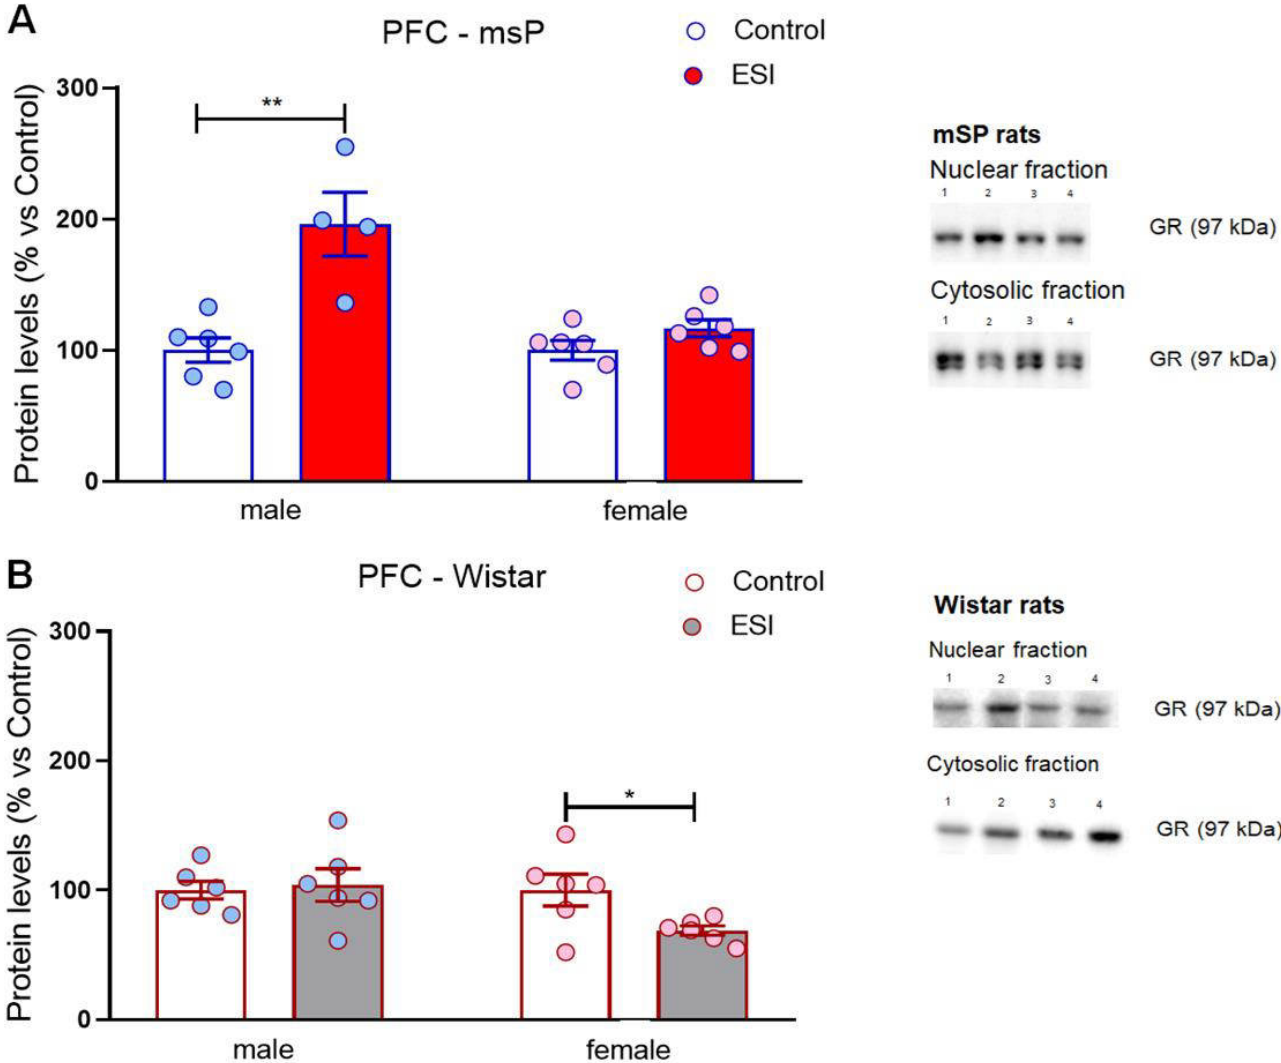 A
PFC - msP
Control
ESI
Protein levels (% vs Control)
300
200
100
0
**
male
female
mSP rats
Nuclear fraction
1 2 3 4
GR (97 kDa)
Cytosolic fraction
1 2 3 4
GR (97 kDa)
B
PFC - Wistar
Control
ESI
Protein levels (% vs Control)
300
200
100
0
*
male
female
Wistar rats
Nuclear fraction
1 2 3 4
GR (97 kDa)
Cytosolic fraction
1 2 3 4
GR (97 kDa)